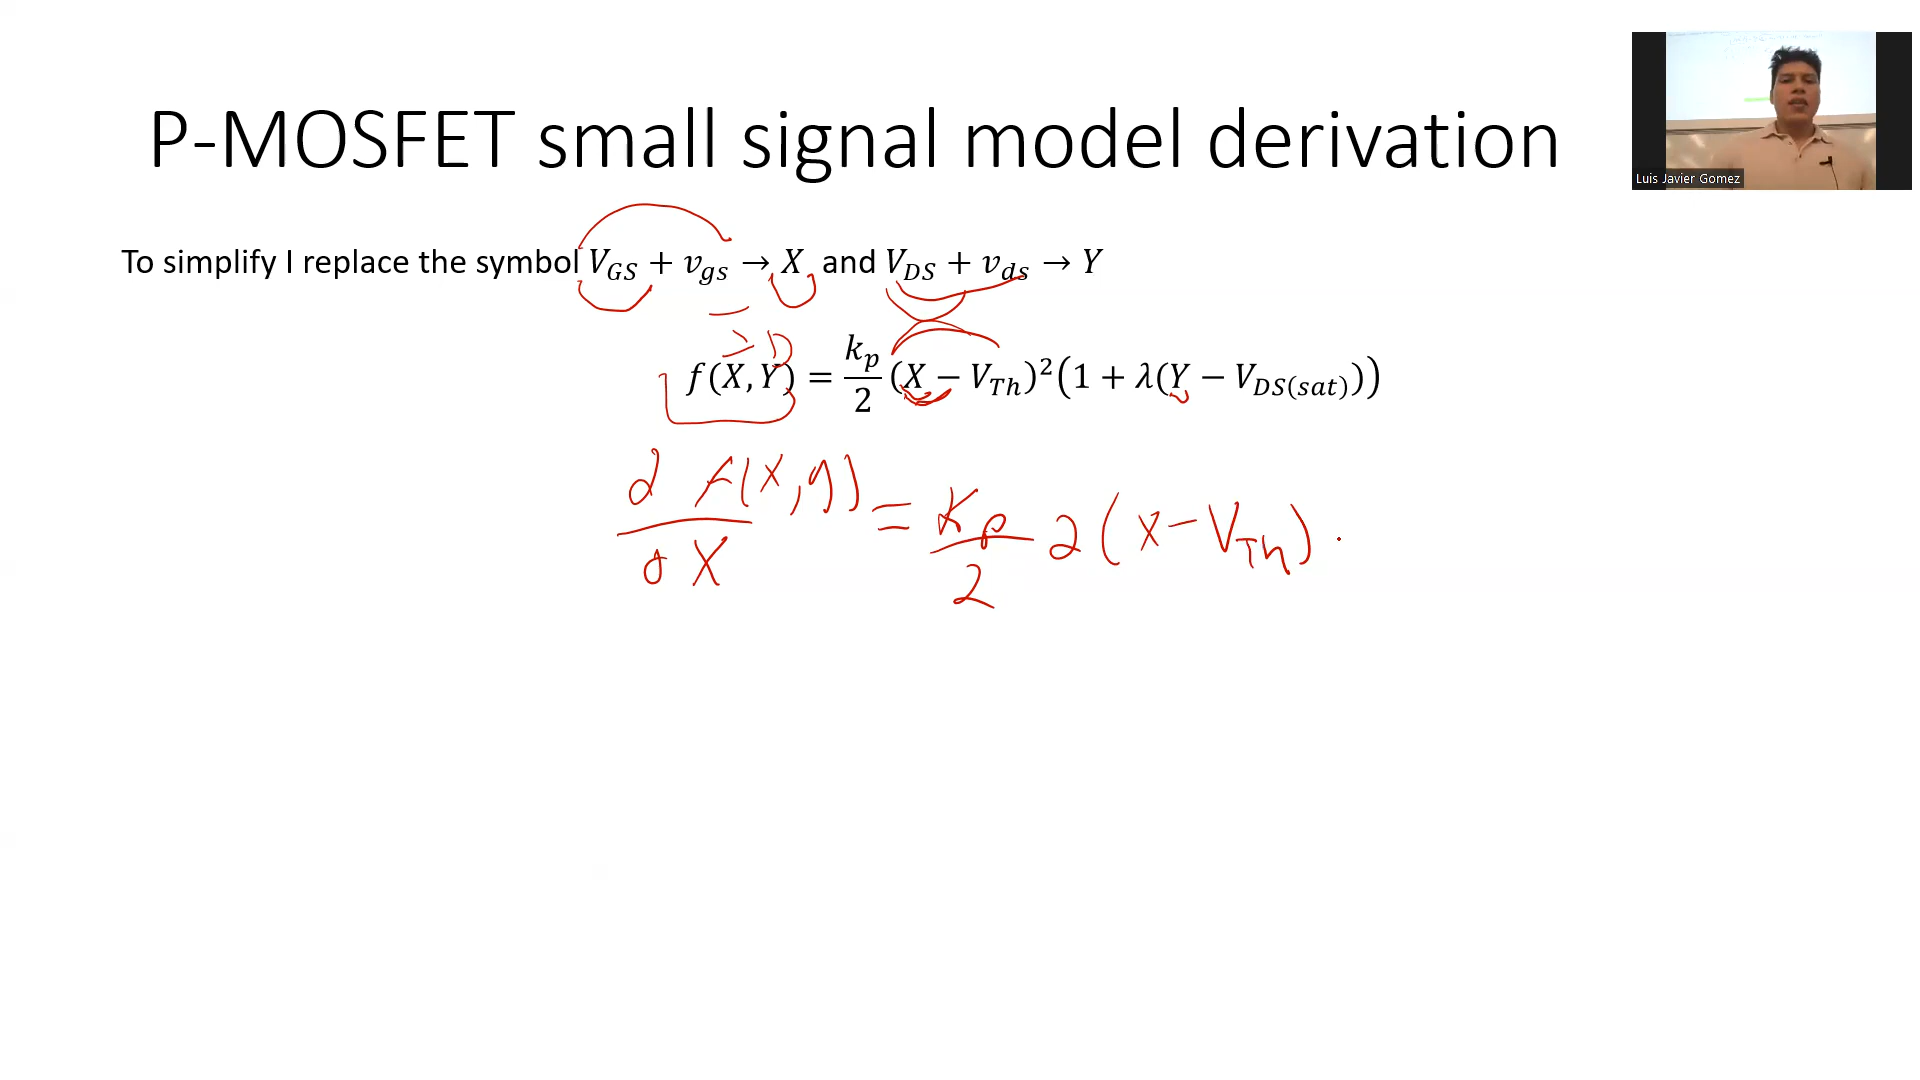 P-MOSFET small signal model derivation
Luis Javier Gomez
To simplify I replace the symbol V_GS + v_gs → X and V_DS + v_ds → Y
I D
f(X, Y) = k_p/2 (X − V_Th)²(1 + λ(Y − V_DS(sat)))
∂ f(x,y) / ∂X = K_p/2 2 (x − V_Th) ·